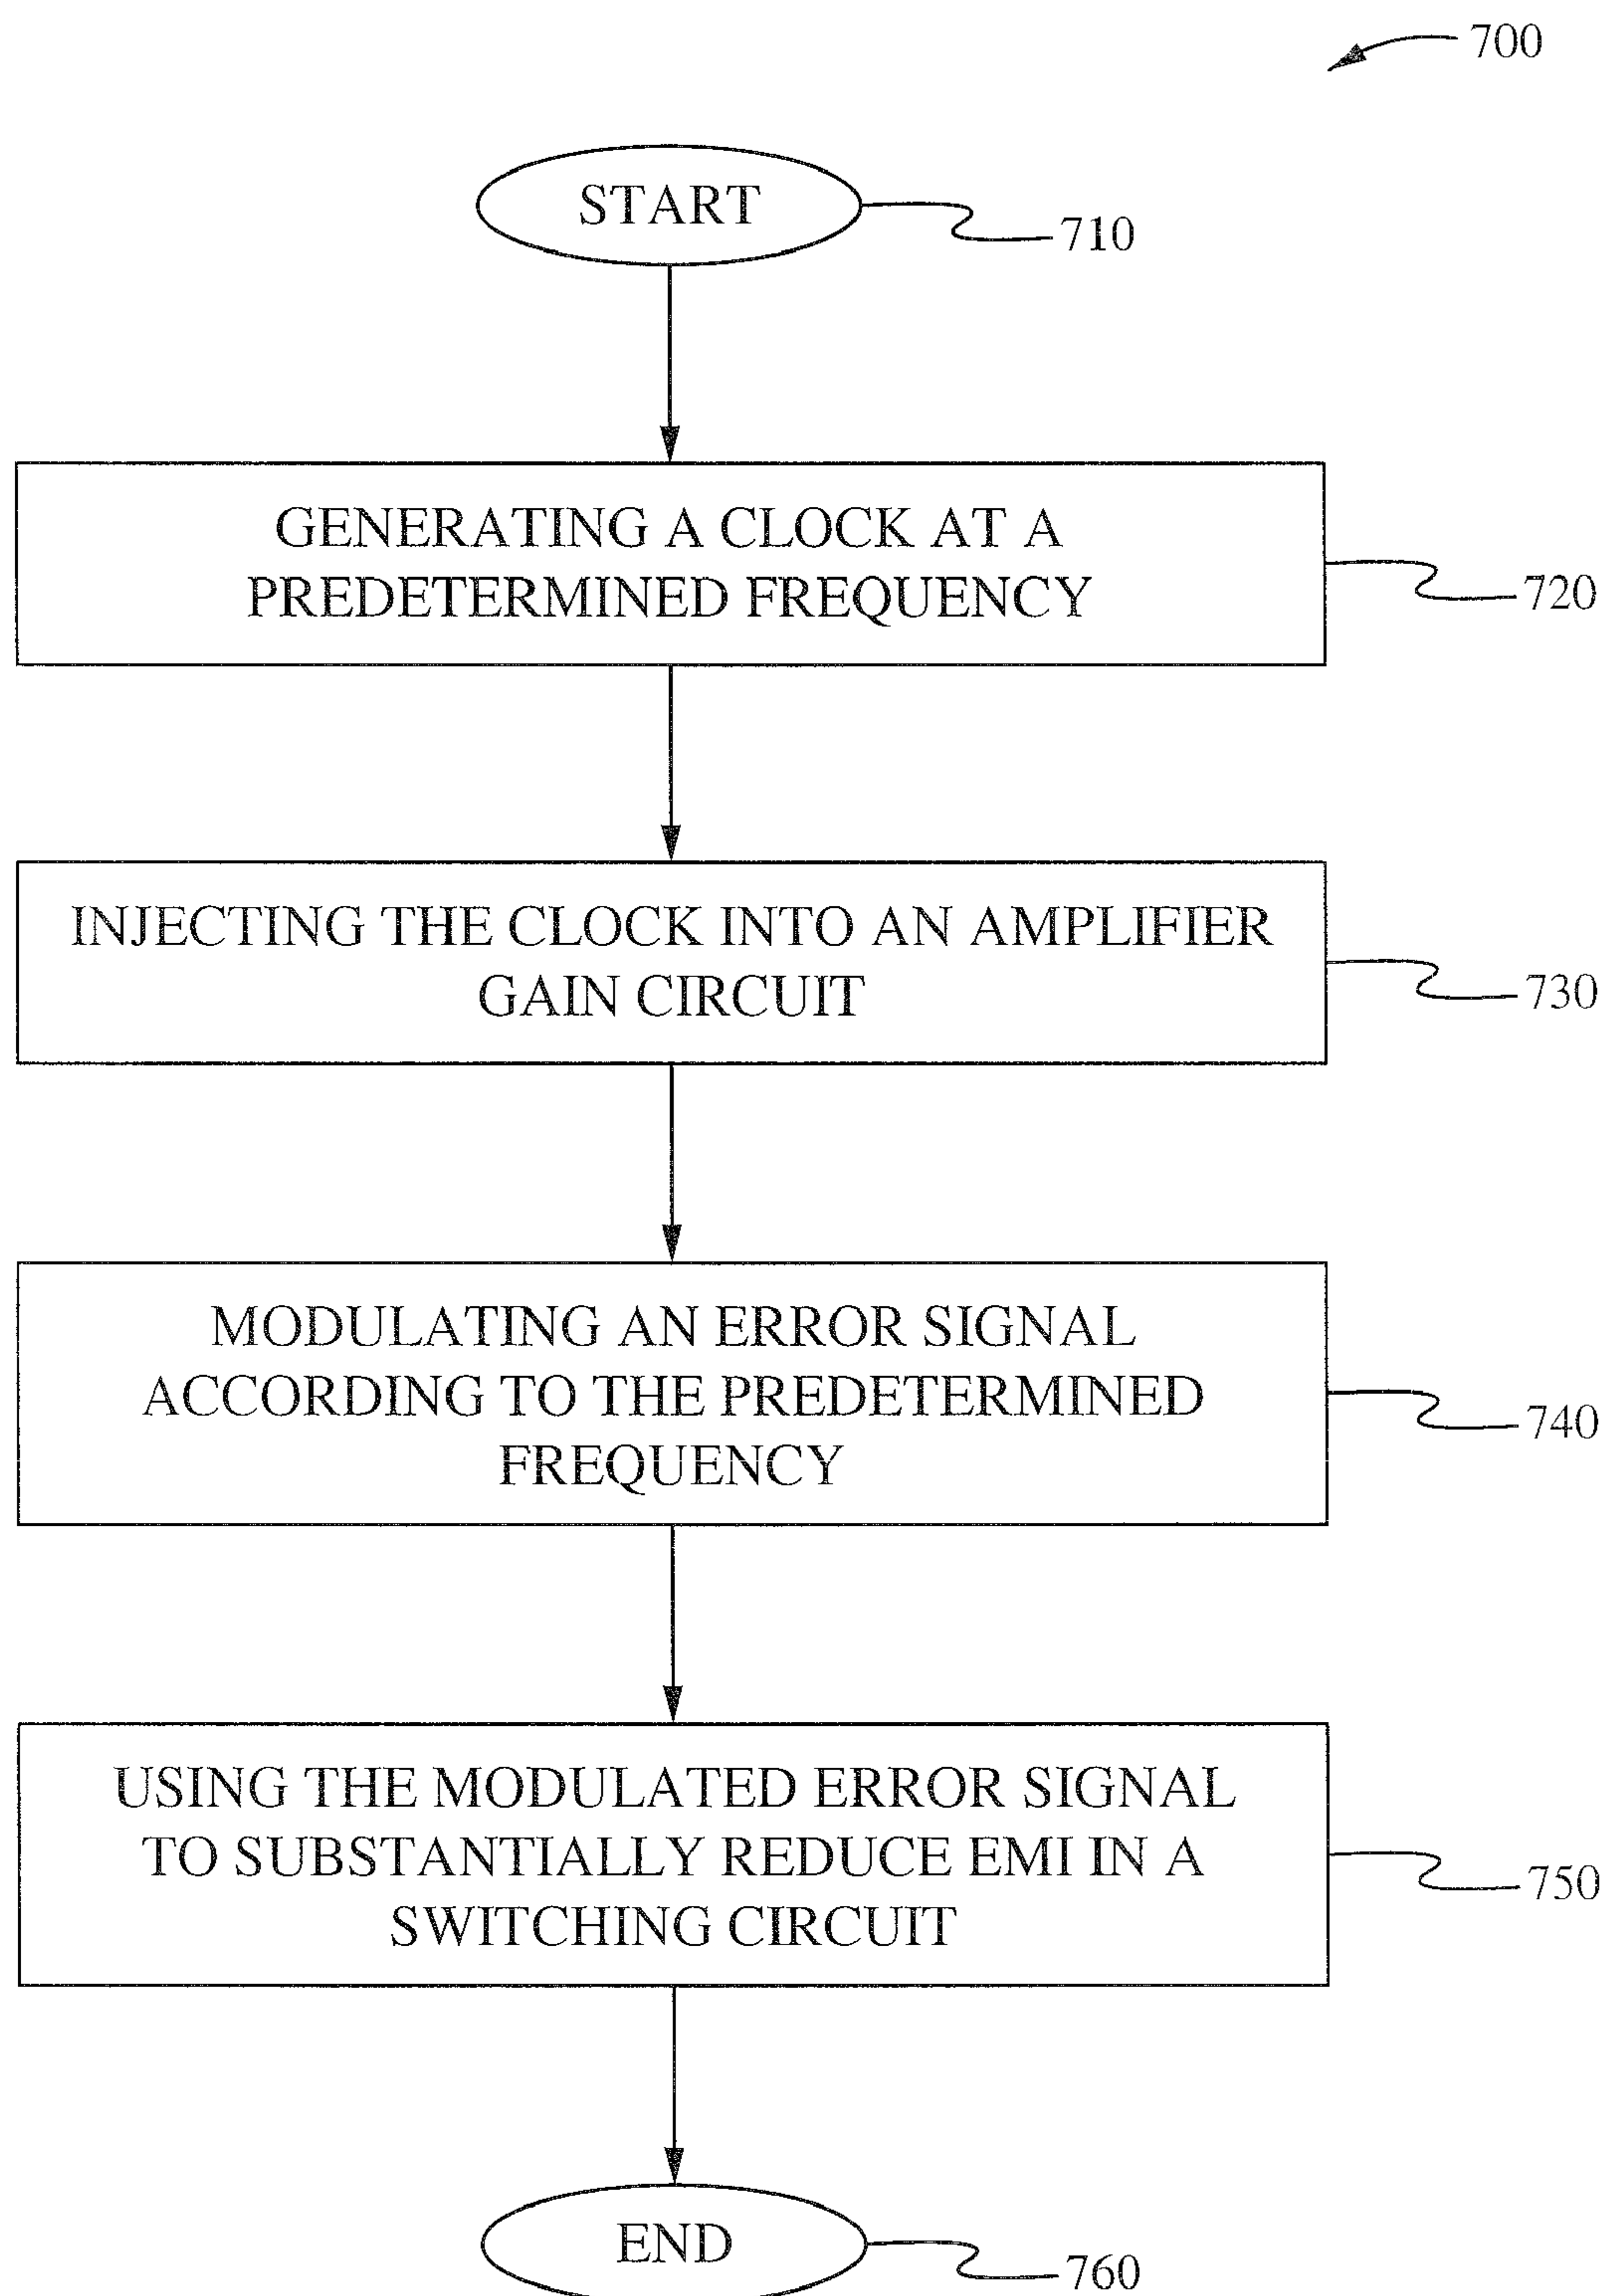 700
START
710
GENERATING A CLOCK AT A
PREDETERMINED FREQUENCY
720
INJECTING THE CLOCK INTO AN AMPLIFIER
GAIN CIRCUIT
730
MODULATING AN ERROR SIGNAL
ACCORDING TO THE PREDETERMINED
FREQUENCY
740
USING THE MODULATED ERROR SIGNAL
TO SUBSTANTIALLY REDUCE EMI IN A
SWITCHING CIRCUIT
750
END
760